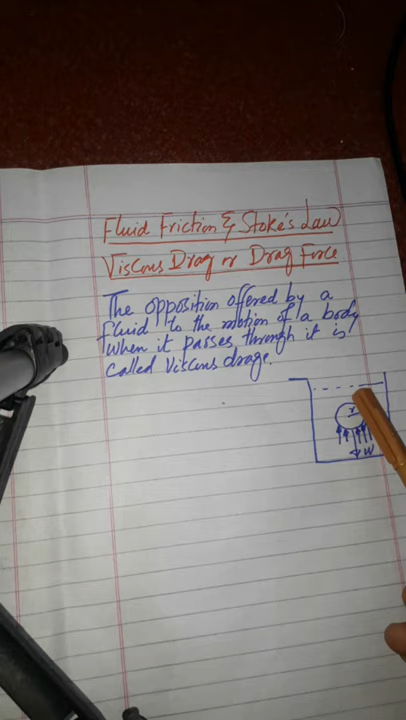 Fluid Friction & Stoke's Law
Viscous Drag or Drag Force
The opposition offered by a
fluid to the motion of a body
when it passes through it is
called Viscous drage.
r
W